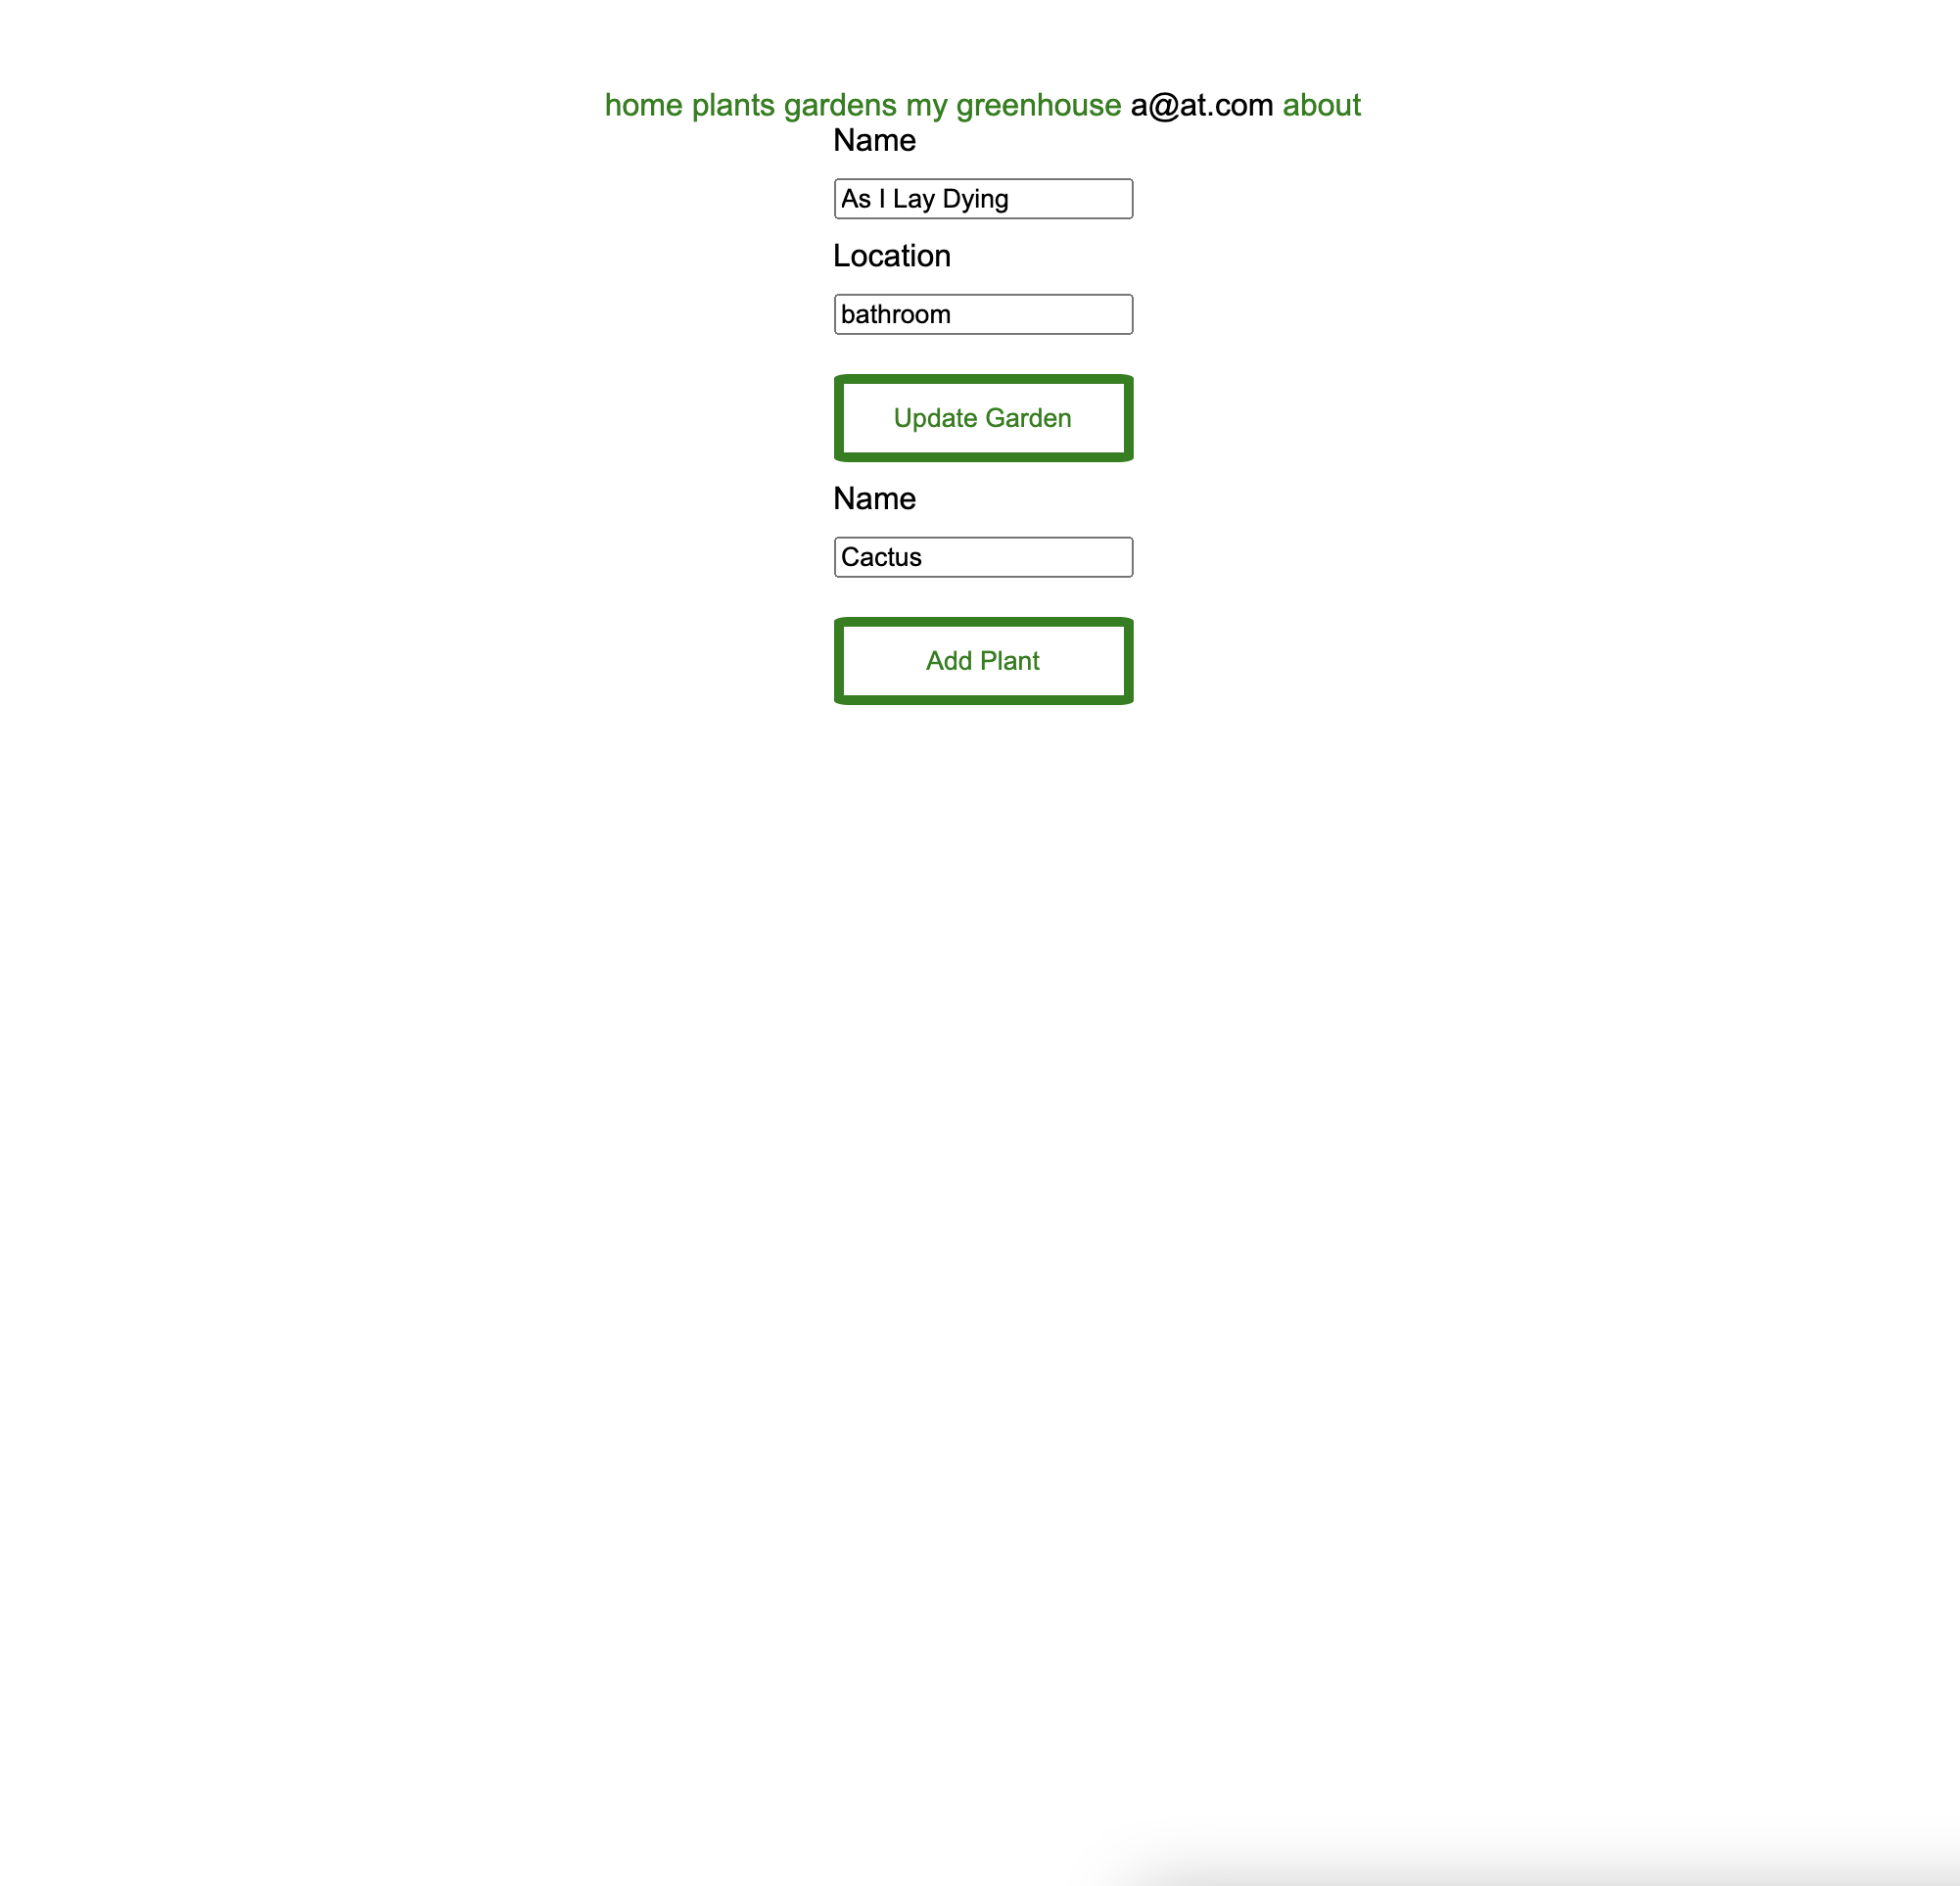 home plants gardens my greenhouse a@at.com about
Name
As I Lay Dying
Location
bathroom
Update Garden
Name
Cactus
Add Plant